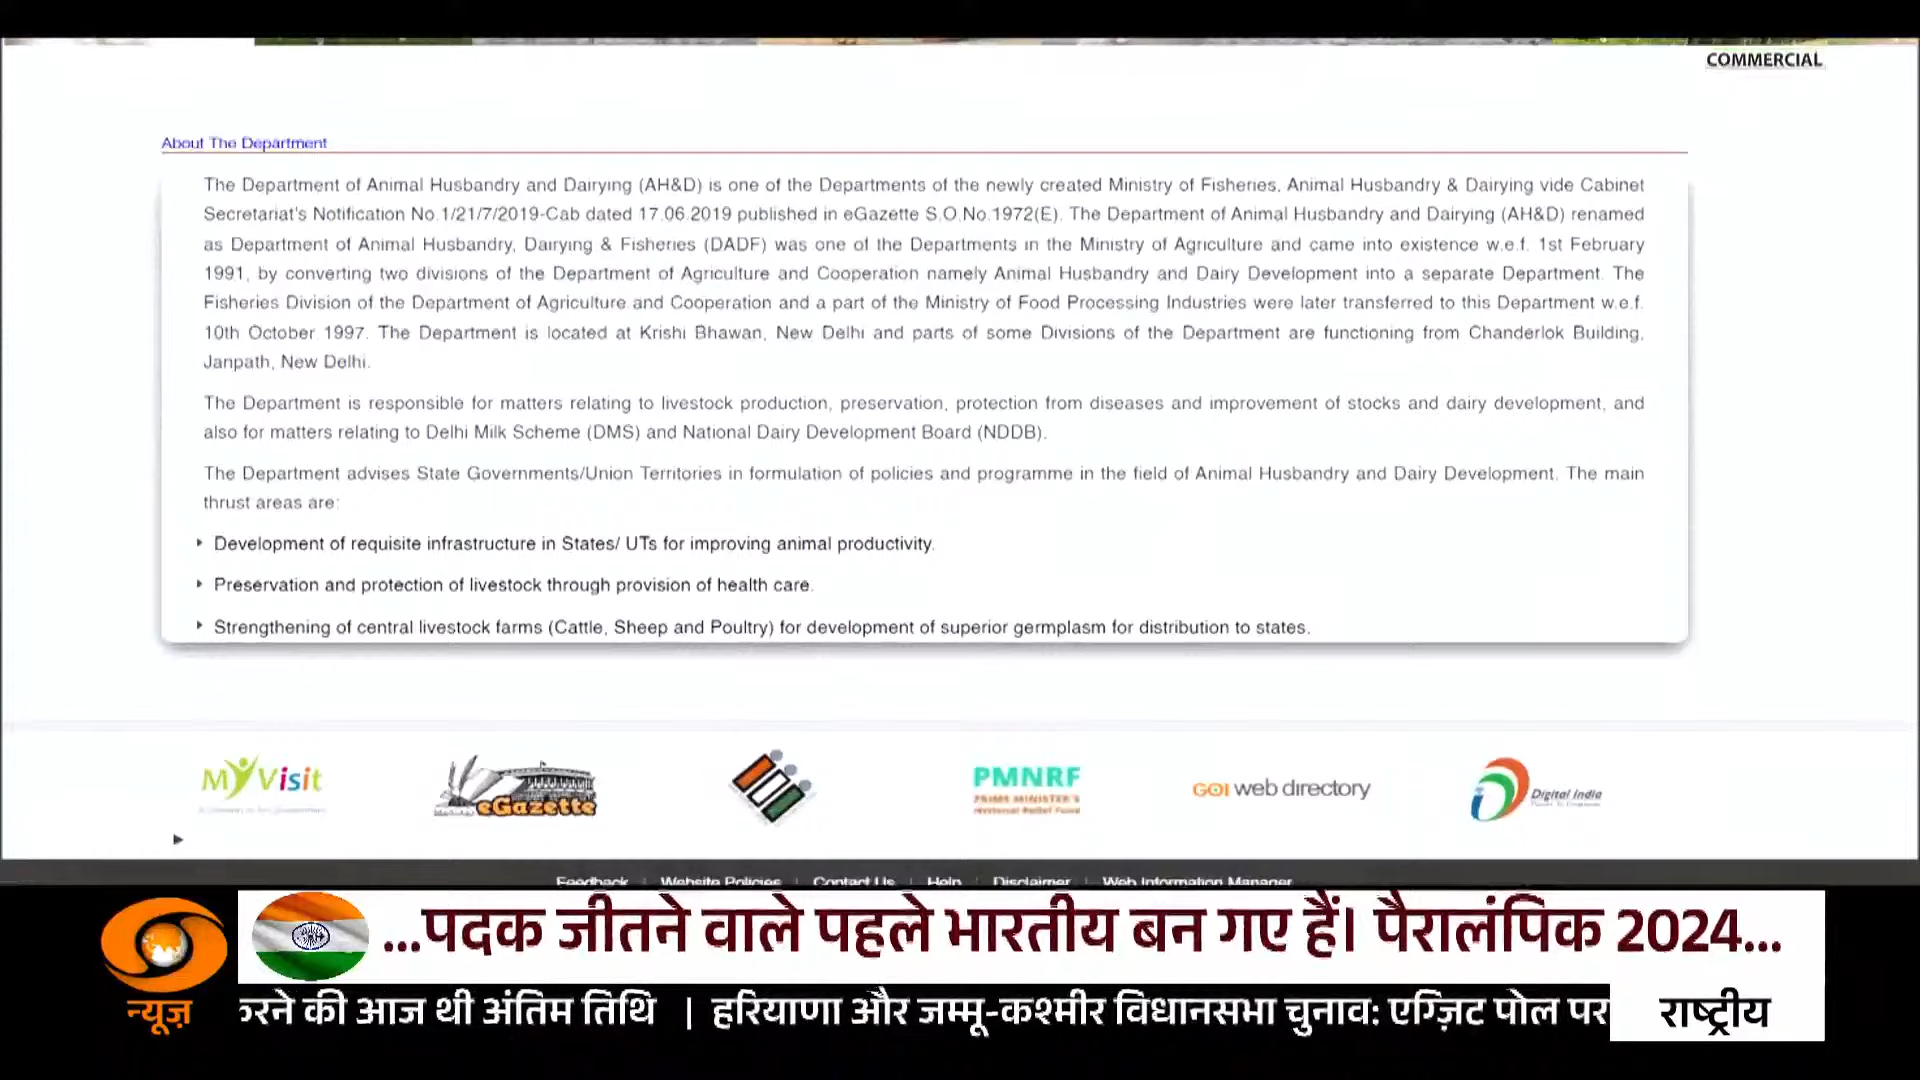 COMMERCIAL
About The Department
The Department of Animal Husbandry and Dairying (AH&D) is one of the Departments of the newly created Ministry of Fisheries, Animal Husbandry & Dairying vide Cabinet
Secretariat's Notification No.1/21/7/2019-Cab dated 17.06.2019 published in eGazette S.O.No.1972(E). The Department of Animal Husbandry and Dairying (AH&D) renamed
as Department of Animal Husbandry, Dairying & Fisheries (DADF) was one of the Departments in the Ministry of Agriculture and came into existence w.e.f. 1st February
1991, by converting two divisions of the Department of Agriculture and Cooperation namely Animal Husbandry and Dairy Development into a separate Department. The
Fisheries Division of the Department of Agriculture and Cooperation and a part of the Ministry of Food Processing Industries were later transferred to this Department w.e.f.
10th October 1997. The Department is located at Krishi Bhawan, New Delhi and parts of some Divisions of the Department are functioning from Chanderlok Building,
Janpath, New Delhi.
The Department is responsible for matters relating to livestock production, preservation, protection from diseases and improvement of stocks and dairy development, and
also for matters relating to Delhi Milk Scheme (DMS) and National Dairy Development Board (NDDB).
The Department advises State Governments/Union Territories in formulation of policies and programme in the field of Animal Husbandry and Dairy Development. The main
thrust areas are:
Development of requisite infrastructure in States/ UTs for improving animal productivity.
Preservation and protection of livestock through provision of health care.
Strengthening of central livestock farms (Cattle, Sheep and Poultry) for development of superior germplasm for distribution to states.
MyVisit
eGazette
PMNRF
PRIME MINISTER'S
National Relief Fund
GOI web directory
Digital India
Feedback | Website Policies | Contact Us | Help | Disclaimer | Web Information Manager
...पदक जीतने वाले पहले भारतीय बन गए हैं। पैरालंपिक 2024...
न्यूज़
करने की आज थी अंतिम तिथि | हरियाणा और जम्मू-कश्मीर विधानसभा चुनाव: एग्ज़िट पोल पर
राष्ट्रीय